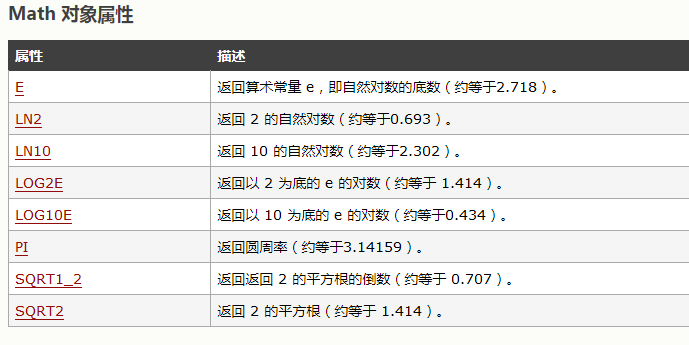 Math 对象属性
属性 描述
E 返回算术常量 e，即自然对数的底数（约等于2.718）。
LN2 返回 2 的自然对数（约等于0.693）。
LN10 返回 10 的自然对数（约等于2.302）。
LOG2E 返回以 2 为底的 e 的对数（约等于 1.414）。
LOG10E 返回以 10 为底的 e 的对数（约等于0.434）。
PI 返回圆周率（约等于3.14159）。
SQRT1_2 返回返回 2 的平方根的倒数（约等于 0.707）。
SQRT2 返回 2 的平方根（约等于 1.414）。